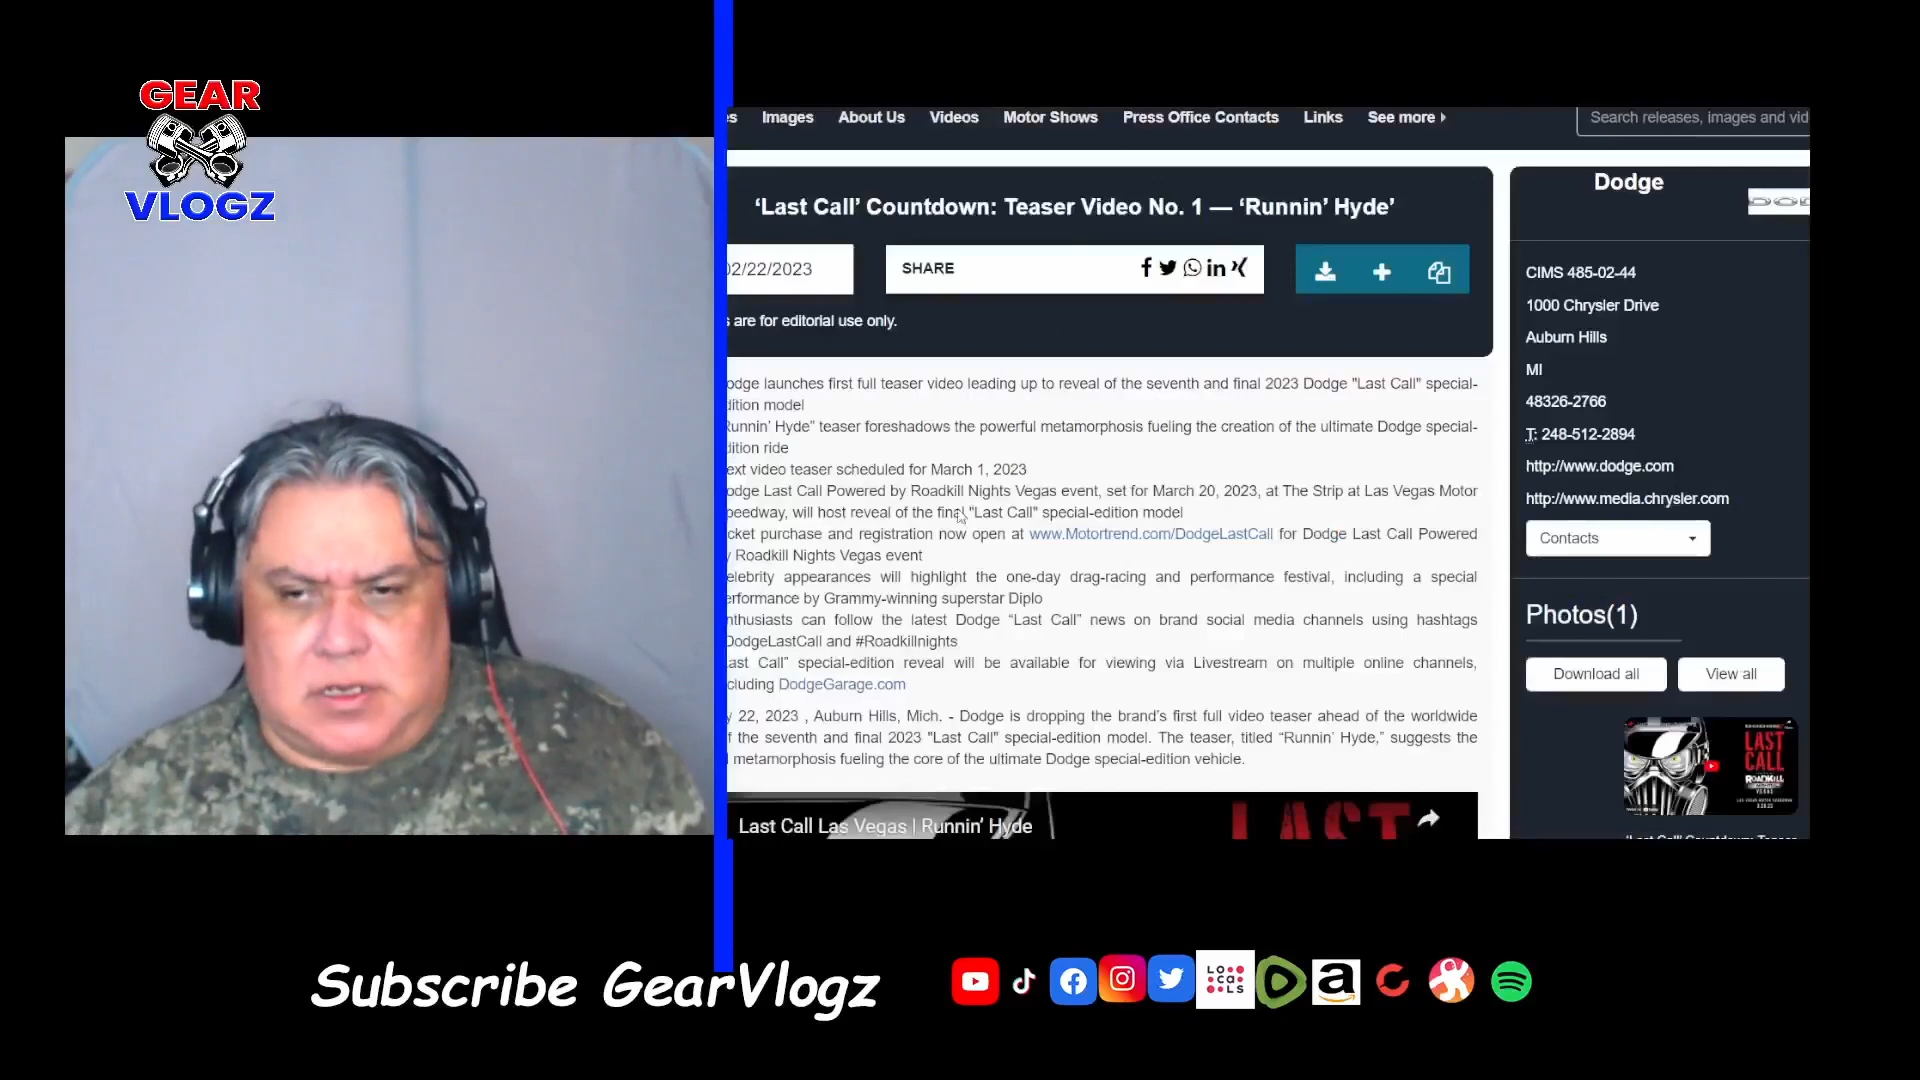 GEAR
VLOGZ
Images About Us Videos Motor Shows Press Office Contacts Links See more
Search releases, images and vid
‘Last Call’ Countdown: Teaser Video No. 1 — ‘Runnin’ Hyde’
02/22/2023
SHARE
are for editorial use only.
launches first full teaser video leading up to reveal of the seventh and final 2023 Dodge "Last Call" special-
model
Hyde” teaser foreshadows the powerful metamorphosis fueling the creation of the ultimate Dodge special-
ride
video teaser scheduled for March 1, 2023
Last Call Powered by Roadkill Nights Vegas event, set for March 20, 2023, at The Strip at Las Vegas Motor
will host reveal of the final "Last Call" special-edition model
purchase and registration now open at www.Motortrend.com/DodgeLastCall for Dodge Last Call Powered
Roadkill Nights Vegas event
appearances will highlight the one-day drag-racing and performance festival, including a special
by Grammy-winning superstar Diplo
can follow the latest Dodge “Last Call” news on brand social media channels using hashtags
DodgeLastCall and #Roadkillnights
Call” special-edition reveal will be available for viewing via Livestream on multiple online channels,
DodgeGarage.com
22, 2023 , Auburn Hills, Mich. - Dodge is dropping the brand’s first full video teaser ahead of the worldwide
the seventh and final 2023 "Last Call" special-edition model. The teaser, titled “Runnin’ Hyde,” suggests the
metamorphosis fueling the core of the ultimate Dodge special-edition vehicle.
Last Call Las Vegas | Runnin’ Hyde
LAST
Dodge
CIMS 485-02-44
1000 Chrysler Drive
Auburn Hills
MI
48326-2766
T: 248-512-2894
http://www.dodge.com
http://www.media.chrysler.com
Contacts
Photos(1)
Download all View all
LAST
CALL
ROADKILL
Subscribe GearVlogz
LOCALS